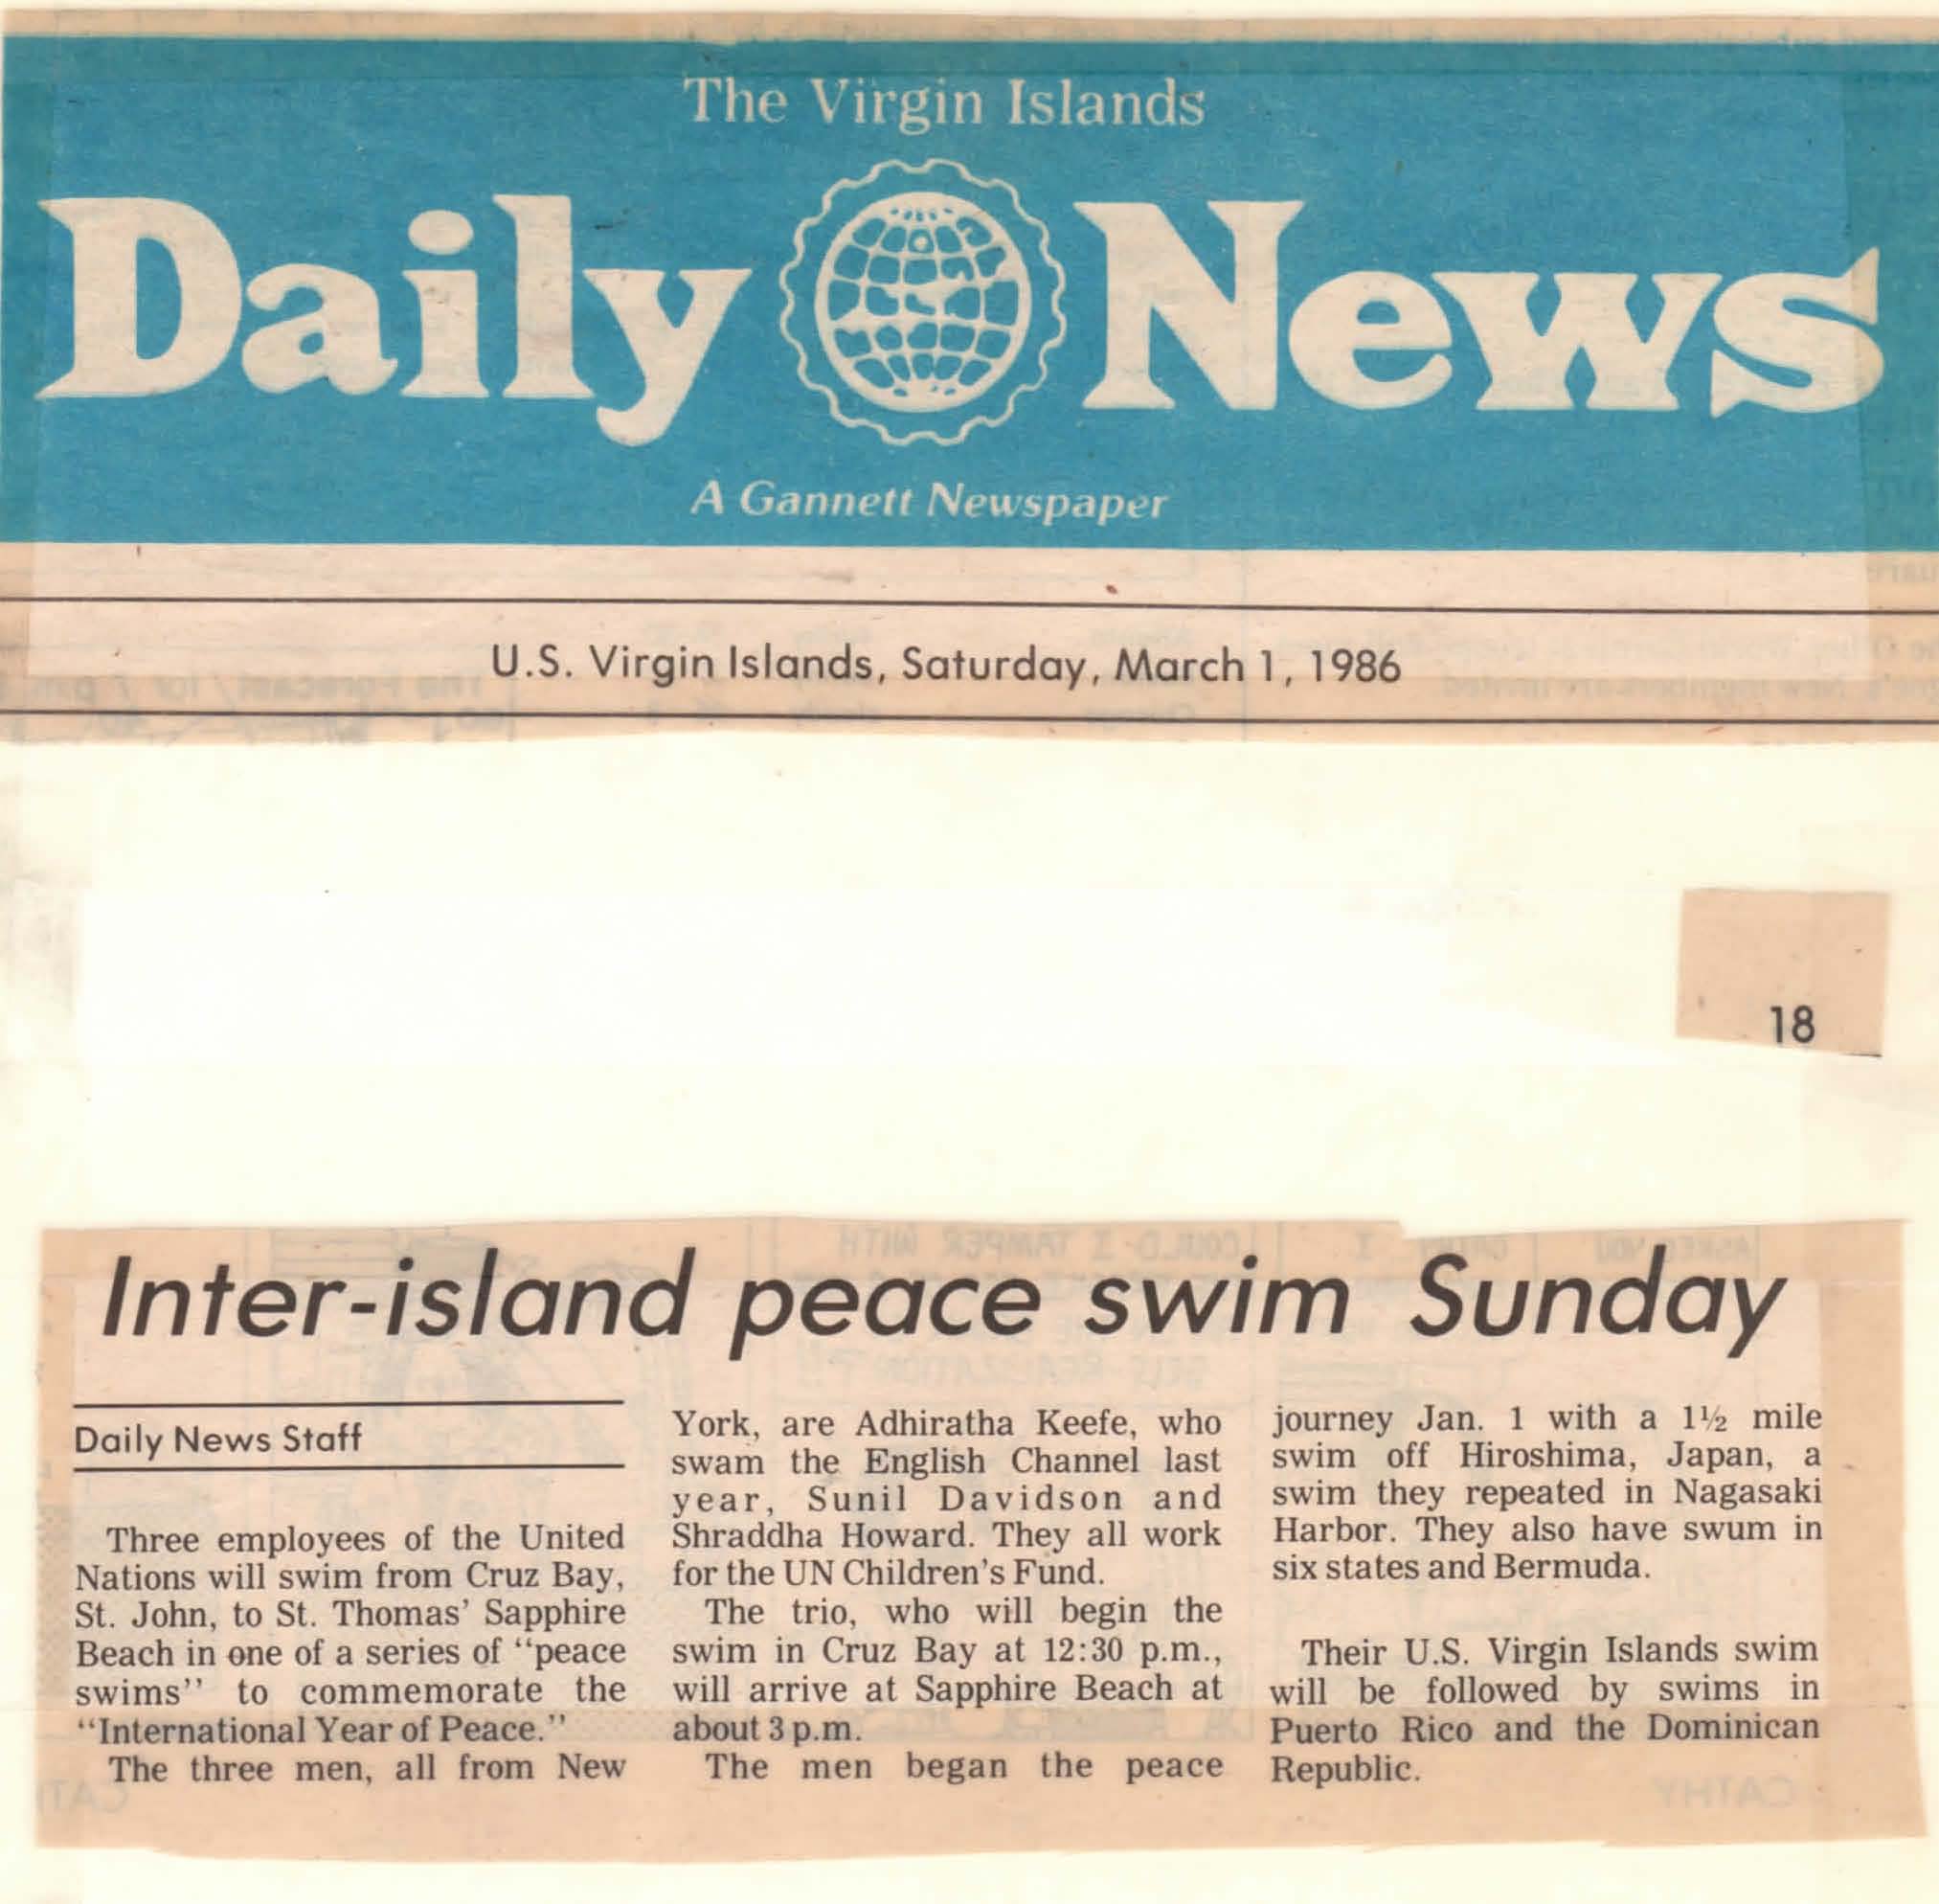 The Virgin Islands
Daily News
A Gannett Newspaper
U.S. Virgin Islands, Saturday, March 1, 1986
18
Inter-island peace swim Sunday
Daily News Staff
Three employees of the United
Nations will swim from Cruz Bay,
St. John, to St. Thomas' Sapphire
Beach in one of a series of "peace
swims" to commemorate the
"International Year of Peace."
The three men, all from New
York, are Adhiratha Keefe, who
swam the English Channel last
year, Sunil Davidson and
Shraddha Howard. They all work
for the UN Children's Fund.
The trio, who will begin the
swim in Cruz Bay at 12:30 p.m.,
will arrive at Sapphire Beach at
about 3 p.m.
The men began the peace
journey Jan. 1 with a 1½ mile
swim off Hiroshima, Japan, a
swim they repeated in Nagasaki
Harbor. They also have swum in
six states and Bermuda.
Their U.S. Virgin Islands swim
will be followed by swims in
Puerto Rico and the Dominican
Republic.